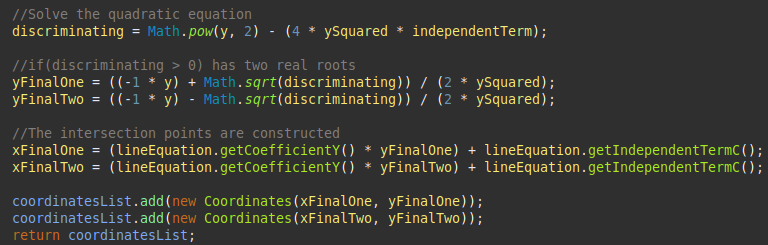 //Solve the quadratic equation
discriminating = Math.pow(y, 2) - (4 * ySquared * independentTerm);
//if(discriminating > 0) has two real roots
yFinalOne = ((-1 * y) + Math.sqrt(discriminating)) / (2 * ySquared);
yFinalTwo = ((-1 * y) - Math.sqrt(discriminating)) / (2 * ySquared);
//The intersection points are constructed
xFinalOne = (lineEquation.getCoefficientY() * yFinalOne) + lineEquation.getIndependentTermC();
xFinalTwo = (lineEquation.getCoefficientY() * yFinalTwo) + lineEquation.getIndependentTermC();
coordinatesList.add(new Coordinates(xFinalOne, yFinalOne));
coordinatesList.add(new Coordinates(xFinalTwo, yFinalTwo));
return coordinatesList;